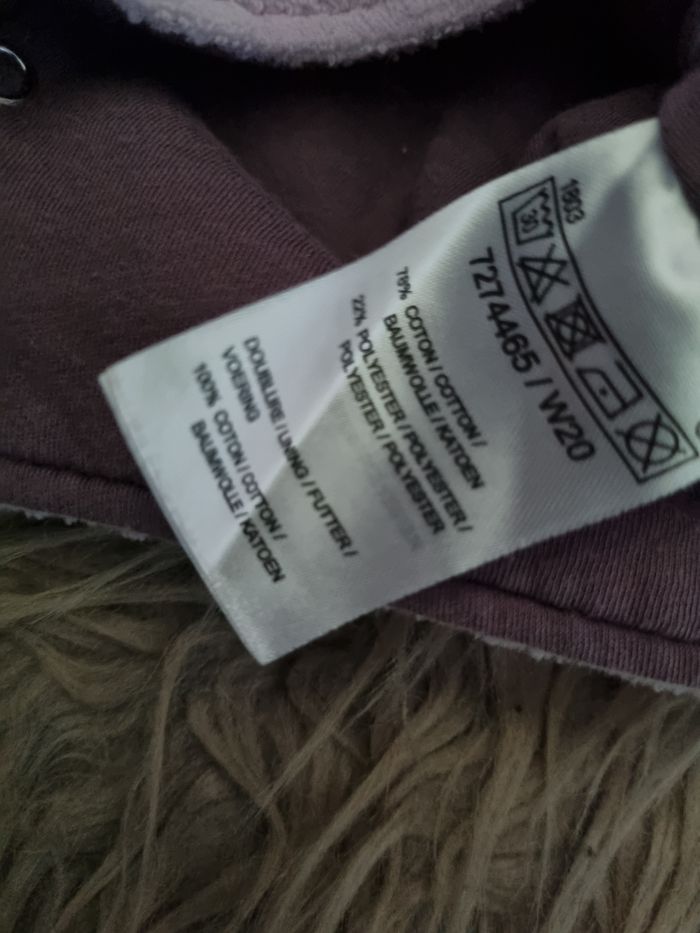 1803
30
7274465 / W20
78% COTON / COTTON /
BAUMWOLLE / KATOEN
22% POLYESTER / POLYESTER /
POLYESTER / POLYESTER
DOUBLURE / LINING / FUTTER /
VOERING
100% COTON / COTTON /
BAUMWOLLE / KATOEN